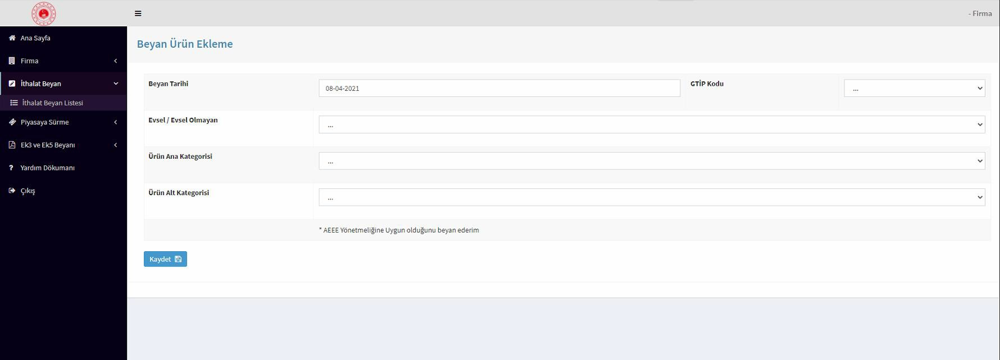 - Firma
Ana Sayfa
Firma
İthalat Beyan
İthalat Beyan Listesi
Piyasaya Sürme
Ek3 ve Ek5 Beyanı
Yardım Dökumanı
Çıkış
Beyan Ürün Ekleme
Beyan Tarihi
08-04-2021
GTİP Kodu
...
Evsel / Evsel Olmayan
...
Ürün Ana Kategorisi
...
Ürün Alt Kategorisi
...
* AEEE Yönetmeliğine Uygun olduğunu beyan ederim
Kaydet